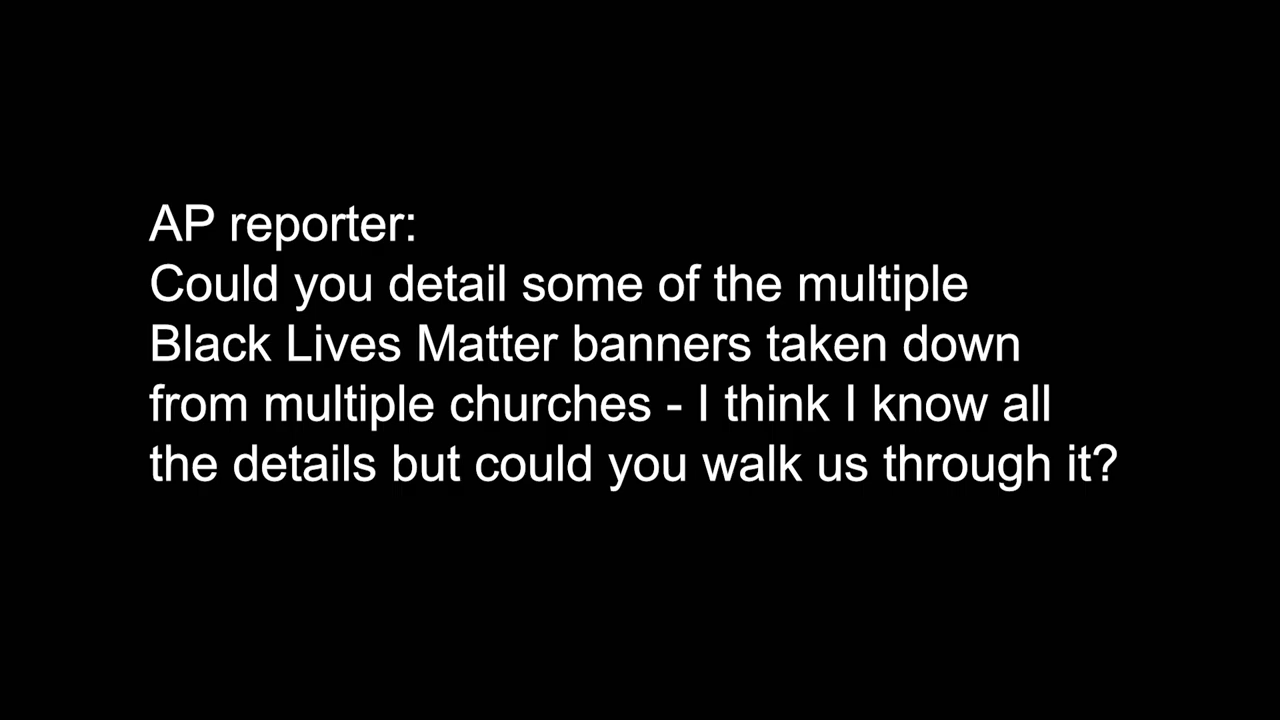 AP reporter:
Could you detail some of the multiple
Black Lives Matter banners taken down
from multiple churches - I think I know all
the details but could you walk us through it?